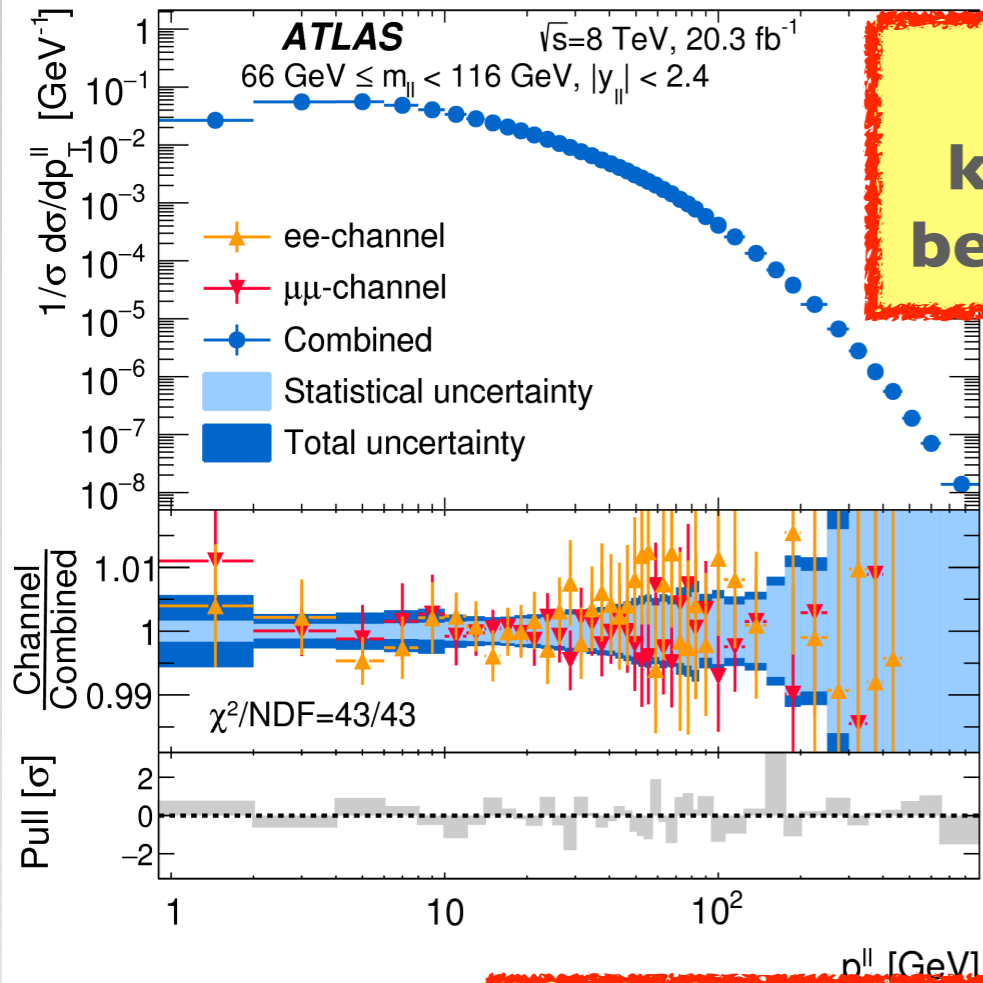 ATLAS
√s=8 TeV, 20.3 fb⁻¹
66 GeV ≤ m_ll < 116 GeV, |y_ll| < 2.4
1/σ dσ/dp_T^ll [GeV⁻¹]
1
10⁻¹
10⁻²
10⁻³
10⁻⁴
10⁻⁵
10⁻⁶
10⁻⁷
10⁻⁸
ee-channel
μμ-channel
Combined
Statistical uncertainty
Total uncertainty
Channel
Combined
1.01
1
0.99
χ²/NDF=43/43
Pull [σ]
2
0
−2
1
10
10²
p^ll [GeV]